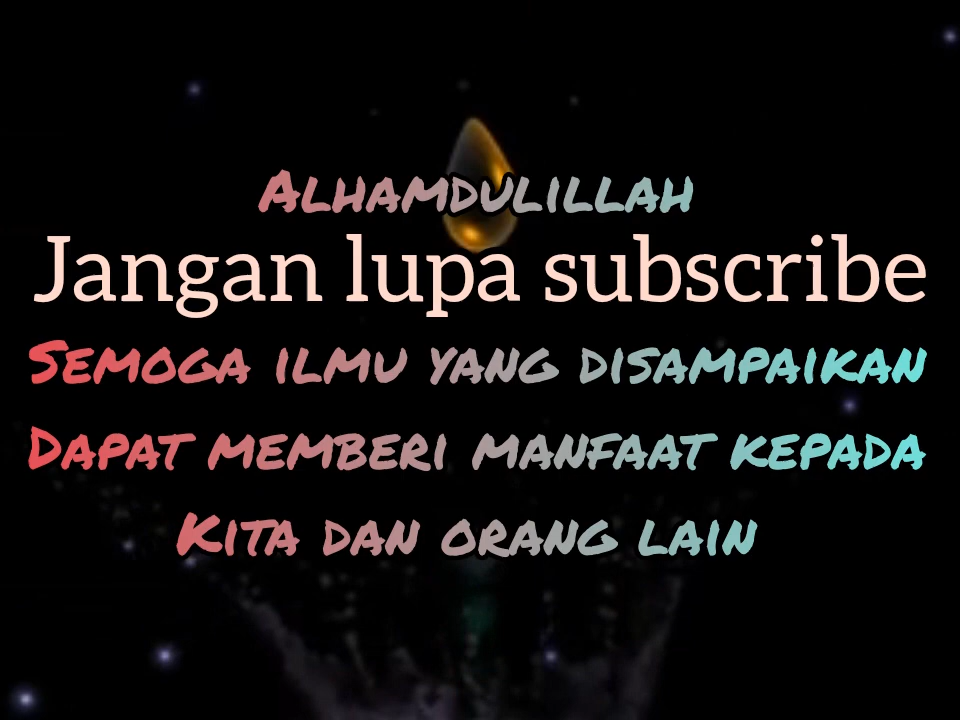 Alhamdulillah
Jangan lupa subscribe
Semoga ilmu yang disampaikan
Dapat memberi manfaat kepada
Kita dan orang lain